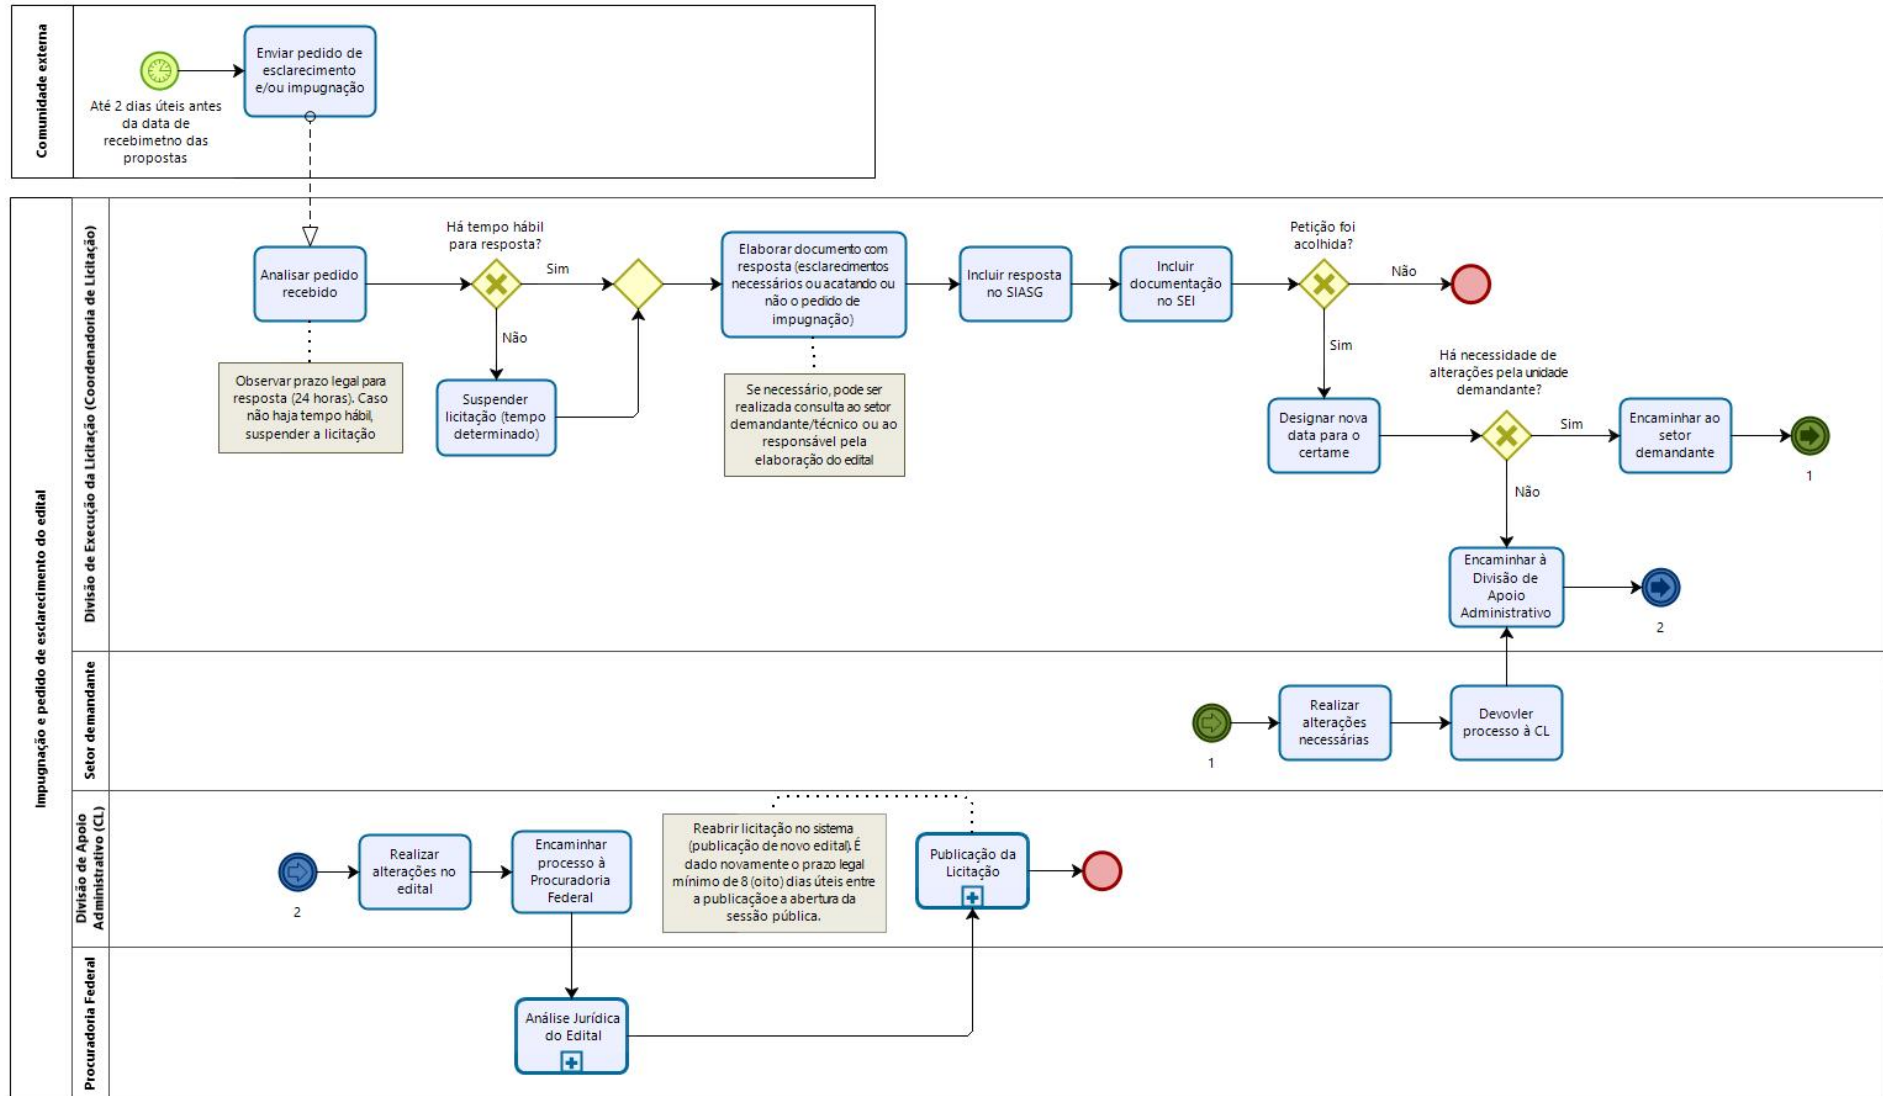 Comunidade externa
Até 2 dias úteis antes
da data de
recebimetno das
propostas
Enviar pedido de
esclarecimento
e/ou impugnação
Impugnação e pedido de esclarecimento do edital
Divisão de Execução da Licitação (Coordenadoria de Licitação)
Analisar pedido
recebido
Observar prazo legal para
resposta (24 horas). Caso
não haja tempo hábil,
suspender a licitação
Há tempo hábil
para resposta?
Sim
Não
Suspender
licitação (tempo
determinado)
Elaborar documento com
resposta (esclarecimentos
necessários ou acatando ou
não o pedido de
impugnação)
Se necessário, pode ser
realizada consulta ao setor
demandante/técnico ou ao
responsável pela
elaboração do edital
Incluir resposta
no SIASG
Incluir
documentação
no SEI
Petição foi
acolhida?
Não
Sim
Designar nova
data para o
certame
Há necessidade de
alterações pela unidade
demandante?
Sim
Não
Encaminhar ao
setor
demandante
1
Encaminhar à
Divisão de
Apoio
Administrativo
2
Setor demandante
1
Realizar
alterações
necessárias
Devovler
processo à CL
Divisão de Apoio
Administrativo (CL)
2
Realizar
alterações no
edital
Encaminhar
processo à
Procuradoria
Federal
Reabrir licitação no sistema
(publicação de novo edital). É
dado novamente o prazo legal
mínimo de 8 (oito) dias úteis entre
a publicaçãoe a abertura da
sessão pública.
Publicação da
Licitação
Procuradoria Federal
Análise Jurídica
do Edital